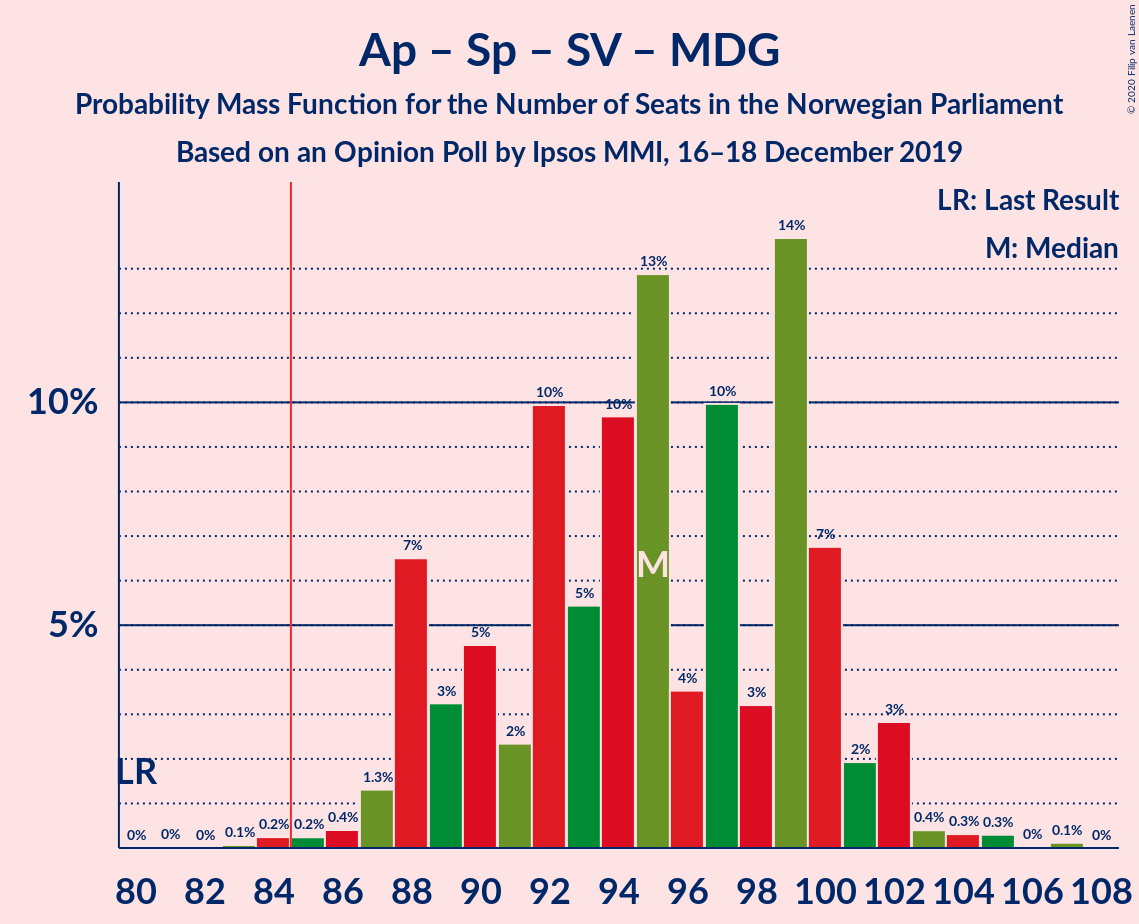 © 2020 Filip van Laenen
Ap – Sp – SV – MDG
Probability Mass Function for the Number of Seats in the Norwegian Parliament
Based on an Opinion Poll by Ipsos MMI, 16–18 December 2019
LR: Last Result
M: Median
10%
5%
LR
M
0% 0% 0% 0.1% 0.2% 0.2% 0.4% 1.3% 7% 3% 5% 2% 10% 5% 10% 13% 4% 10% 3% 14% 7% 2% 3% 0.4% 0.3% 0.3% 0% 0.1% 0%
80 82 84 86 88 90 92 94 96 98 100 102 104 106 108